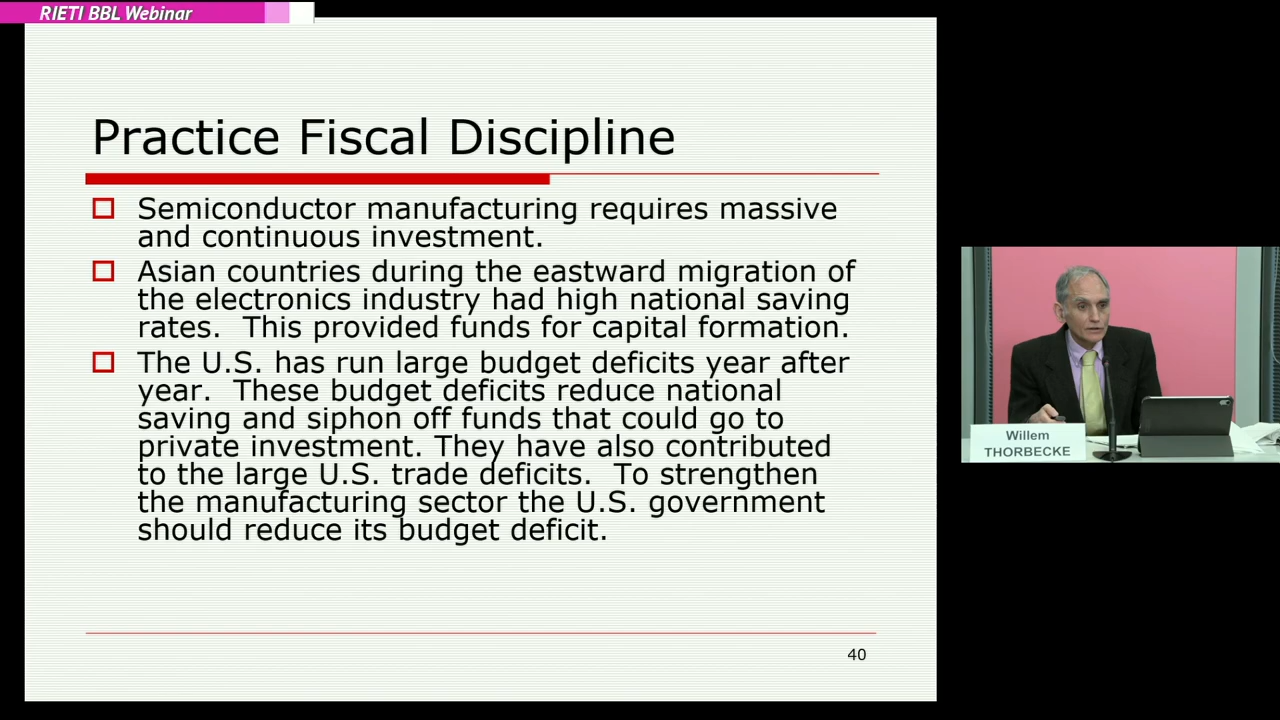 RIETI BBL Webinar
Practice Fiscal Discipline
Semiconductor manufacturing requires massive
and continuous investment.
Asian countries during the eastward migration of
the electronics industry had high national saving
rates.  This provided funds for capital formation.
The U.S. has run large budget deficits year after
year.  These budget deficits reduce national
saving and siphon off funds that could go to
private investment. They have also contributed
to the large U.S. trade deficits.  To strengthen
the manufacturing sector the U.S. government
should reduce its budget deficit.
40
Willem
THORBECKE